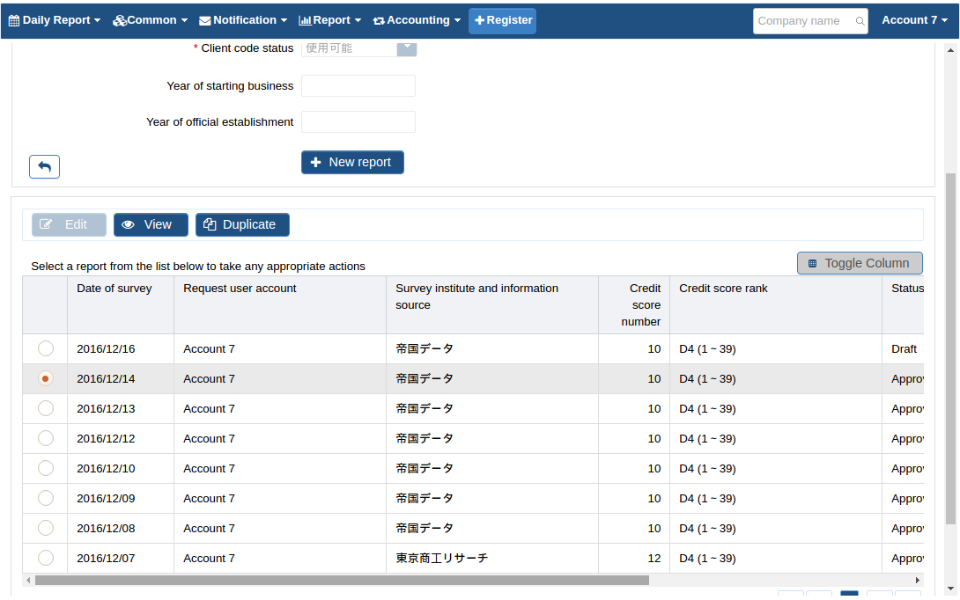 Daily Report Common Notification Report Accounting Register Company name Account 7
* Client code status 使用可能
Year of starting business
Year of official establishment
New report
Edit View Duplicate
Select a report from the list below to take any appropriate actions Toggle Column
Date of survey Request user account Survey institute and information source Credit score number Credit score rank Status
2016/12/16 Account 7 帝国データ 10 D4 (1 ~ 39) Draft
2016/12/14 Account 7 帝国データ 10 D4 (1 ~ 39) Approv
2016/12/13 Account 7 帝国データ 10 D4 (1 ~ 39) Approv
2016/12/12 Account 7 帝国データ 10 D4 (1 ~ 39) Approv
2016/12/10 Account 7 帝国データ 10 D4 (1 ~ 39) Approv
2016/12/09 Account 7 帝国データ 10 D4 (1 ~ 39) Approv
2016/12/08 Account 7 帝国データ 10 D4 (1 ~ 39) Approv
2016/12/07 Account 7 東京商工リサーチ 12 D4 (1 ~ 39) Approv